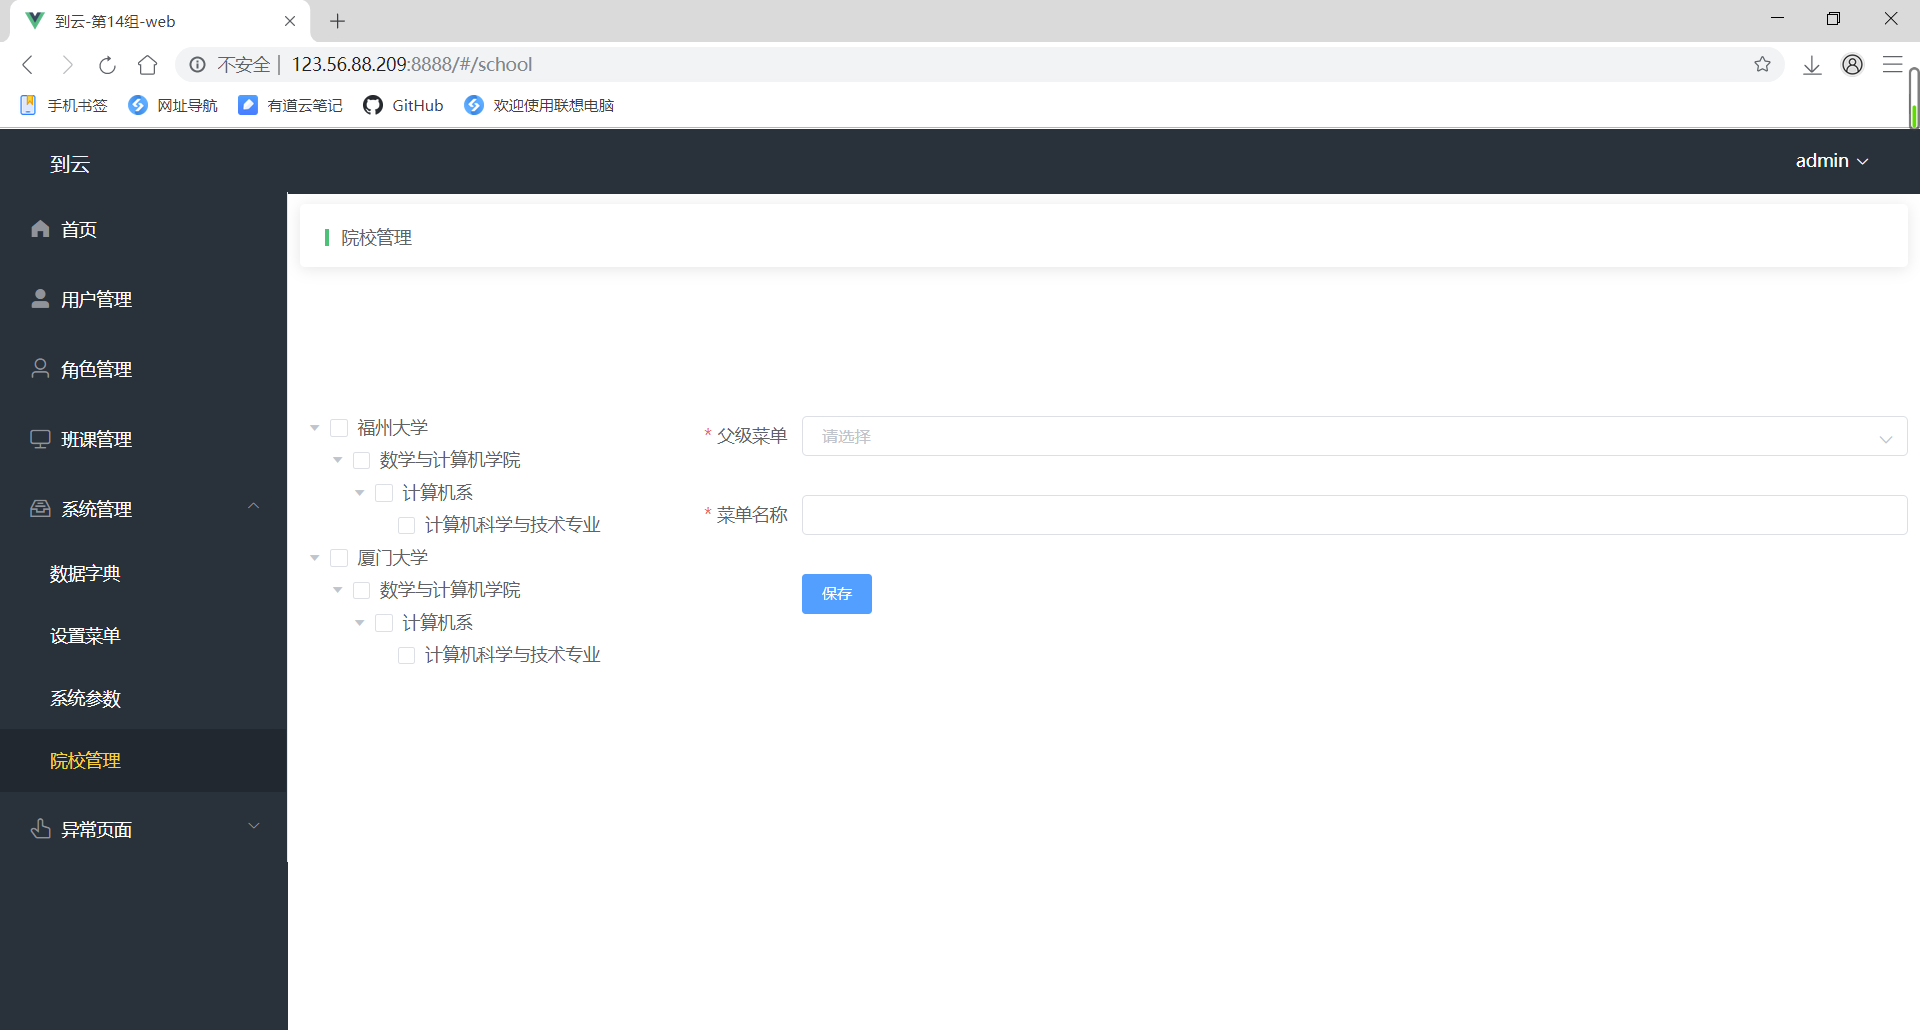 到云-第14组-web
不安全 | 123.56.88.209:8888/#/school
手机书签 网址导航 有道云笔记 GitHub 欢迎使用联想电脑
到云
admin
首页
用户管理
角色管理
班课管理
系统管理
数据字典
设置菜单
系统参数
院校管理
异常页面
院校管理
福州大学
数学与计算机学院
计算机系
计算机科学与技术专业
厦门大学
数学与计算机学院
计算机系
计算机科学与技术专业
* 父级菜单 请选择
* 菜单名称
保存